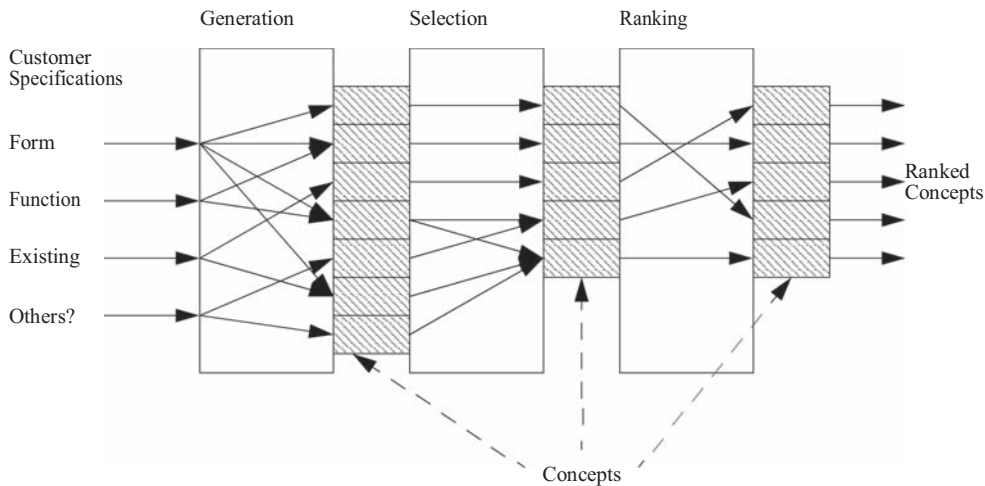 Generation
Selection
Ranking
Customer
Specifications
Form
Function
Existing
Others?
Ranked
Concepts
Concepts